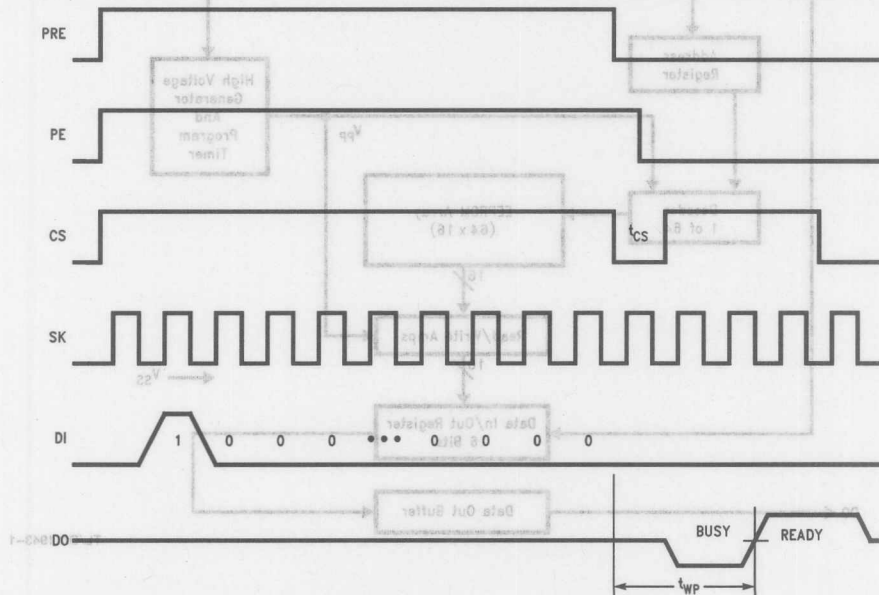 PRE
Address
Register
High Voltage
Generator
And
Program
Timer
PE
VPP
EEPROM Array
(64 x 16)
1 of 64
CS
tCS
16
SK
Read/Write Amps
16
VSS
Data In/Out Register
16 Bits
DI
1 0 0 0 ••• 0 0 0 0
Data Out Buffer
DO
DO
BUSY
READY
tWP